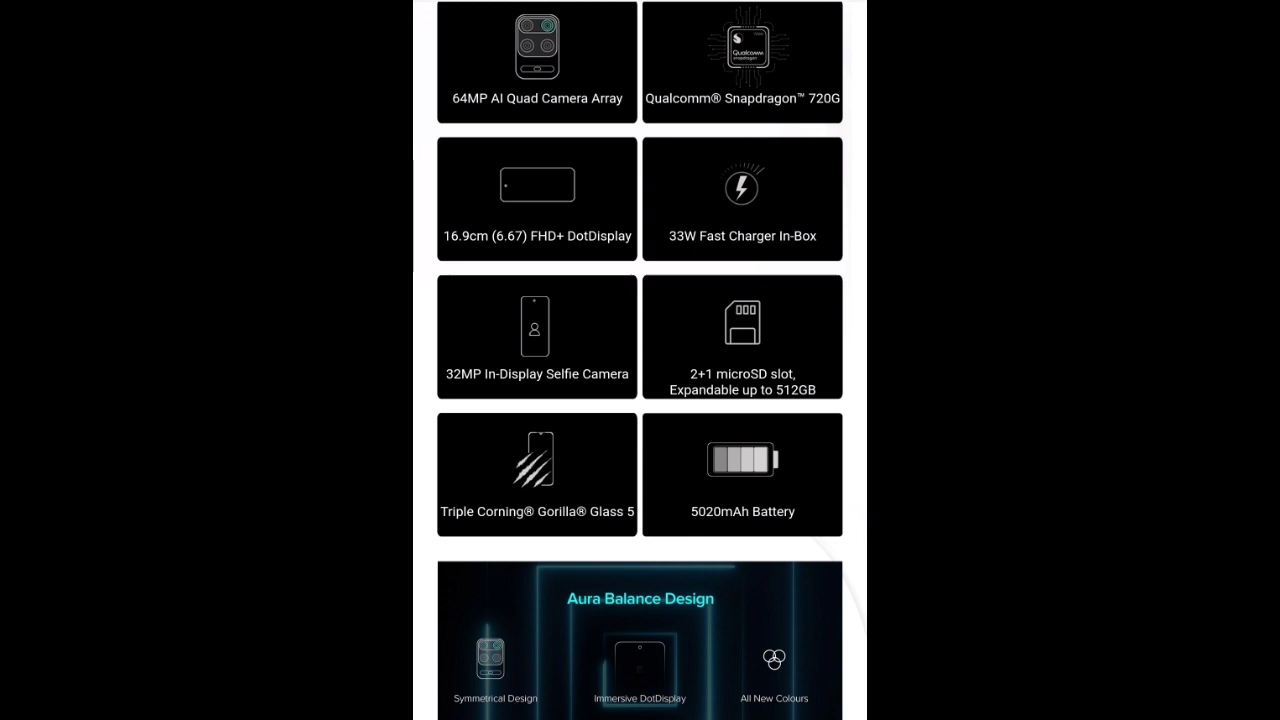 Qualcomm
snapdragon
64MP AI Quad Camera Array
Qualcomm® Snapdragon™ 720G
16.9cm (6.67) FHD+ DotDisplay
33W Fast Charger In-Box
32MP In-Display Selfie Camera
2+1 microSD slot,
Expandable up to 512GB
Triple Corning® Gorilla® Glass 5
5020mAh Battery
Aura Balance Design
Symmetrical Design
Immersive DotDisplay
All New Colours